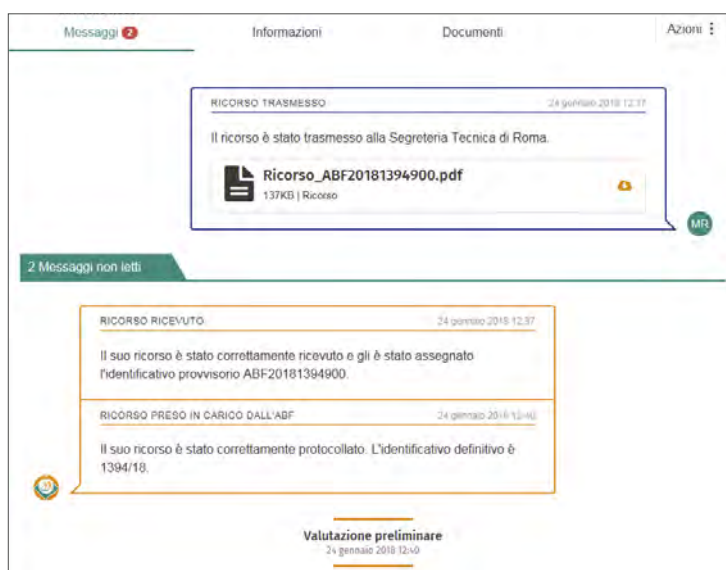 Messaggi 2 Informazioni Documenti Azioni
RICORSO TRASMESSO 24 gennaio 2018 12:37
Il ricorso è stato trasmesso alla Segreteria Tecnica di Roma.
Ricorso_ABF20181394900.pdf
137KB | Ricorso
MR
2 Messaggi non letti
RICORSO RICEVUTO 24 gennaio 2018 12:37
Il suo ricorso è stato correttamente ricevuto e gli è stato assegnato
l'identificativo provvisorio ABF20181394900.
RICORSO PRESO IN CARICO DALL'ABF 24 gennaio 2018 12:40
Il suo ricorso è stato correttamente protocollato. L'identificativo definitivo è
1394/18.
Valutazione preliminare
24 gennaio 2018 12:40